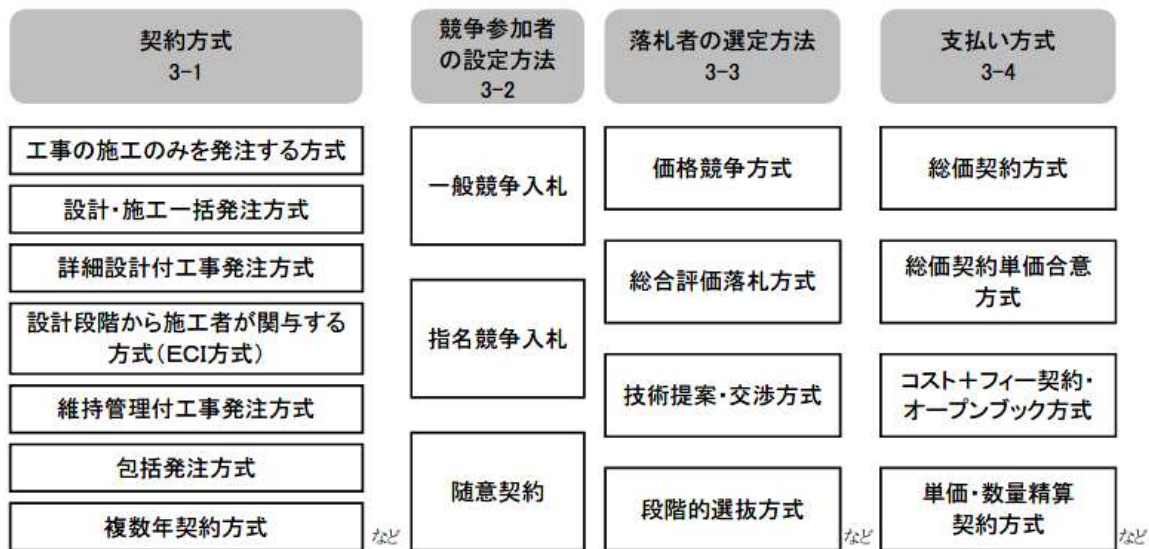 契約方式
3-1
工事の施工のみを発注する方式
設計・施工一括発注方式
詳細設計付工事発注方式
設計段階から施工者が関与する
方式(ECI方式)
維持管理付工事発注方式
包括発注方式
複数年契約方式
など
競争参加者
の設定方法
3-2
一般競争入札
指名競争入札
随意契約
落札者の選定方法
3-3
価格競争方式
総合評価落札方式
技術提案・交渉方式
段階的選抜方式
など
支払い方式
3-4
総価契約方式
総価契約単価合意
方式
コスト+フィー契約・
オープンブック方式
単価・数量精算
契約方式
など